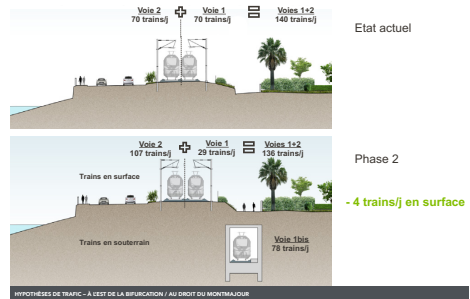 Voie 2 Voie 1 Voies 1+2
70 trains/j 70 trains/j 140 trains/j
Etat actuel
Voie 2 Voie 1 Voies 1+2
107 trains/j 29 trains/j 136 trains/j
Phase 2
Trains en surface
- 4 trains/j en surface
Trains en souterrain
Voie 1bis
78 trains/j
HYPOTHÈSES DE TRAFIC – À L'EST DE LA BIFURCATION / AU DROIT DU MONTMAJOUR